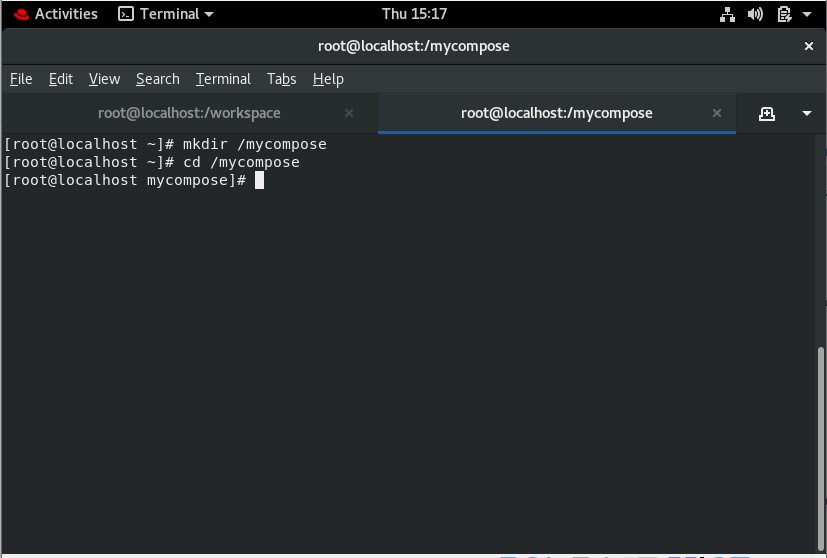 Activities Terminal Thu 15:17
root@localhost:/mycompose ×
File Edit View Search Terminal Tabs Help
root@localhost:/workspace × root@localhost:/mycompose ×
[root@localhost ~]# mkdir /mycompose
[root@localhost ~]# cd /mycompose
[root@localhost mycompose]#